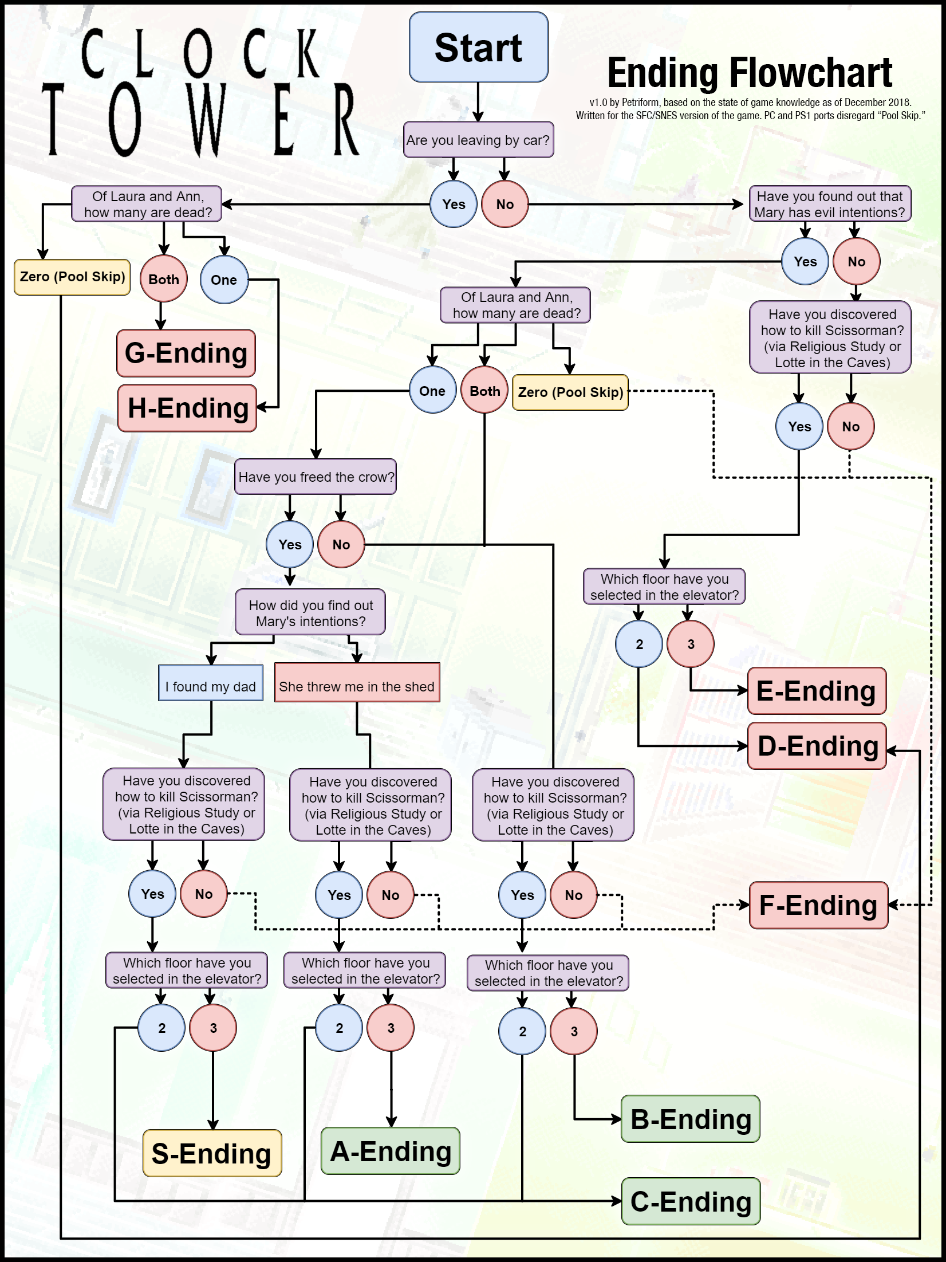 CLOCK
TOWER
Start
Ending Flowchart
v1.0 by Petriform, based on the state of game knowledge as of December 2018.
Written for the SFC/SNES version of the game. PC and PS1 ports disregard “Pool Skip.”
Are you leaving by car?
Yes
No
Of Laura and Ann,
how many are dead?
Have you found out that
Mary has evil intentions?
Zero (Pool Skip)
Both
One
Yes
No
G-Ending
H-Ending
Of Laura and Ann,
how many are dead?
Have you discovered
how to kill Scissorman?
(via Religious Study or
Lotte in the Caves)
One
Both
Zero (Pool Skip)
Yes
No
Have you freed the crow?
Yes
No
Which floor have you
selected in the elevator?
2
3
How did you find out
Mary's intentions?
I found my dad
She threw me in the shed
E-Ending
D-Ending
Have you discovered
how to kill Scissorman?
(via Religious Study or
Lotte in the Caves)
Have you discovered
how to kill Scissorman?
(via Religious Study or
Lotte in the Caves)
Have you discovered
how to kill Scissorman?
(via Religious Study or
Lotte in the Caves)
Yes
No
Yes
No
Yes
No
F-Ending
Which floor have you
selected in the elevator?
Which floor have you
selected in the elevator?
Which floor have you
selected in the elevator?
2
3
2
3
2
3
B-Ending
S-Ending
A-Ending
C-Ending